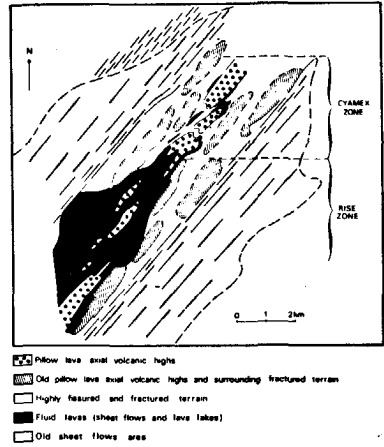 N
CYAMEX
ZONE
RISE
ZONE
0 1 2km
Pillow lava axial volcanic highs
Old pillow lava axial volcanic highs and surrounding fractured terrain
Highly fissured and fractured terrain
Fluid lavas (sheet flows and lava lakes)
Old sheet flows area